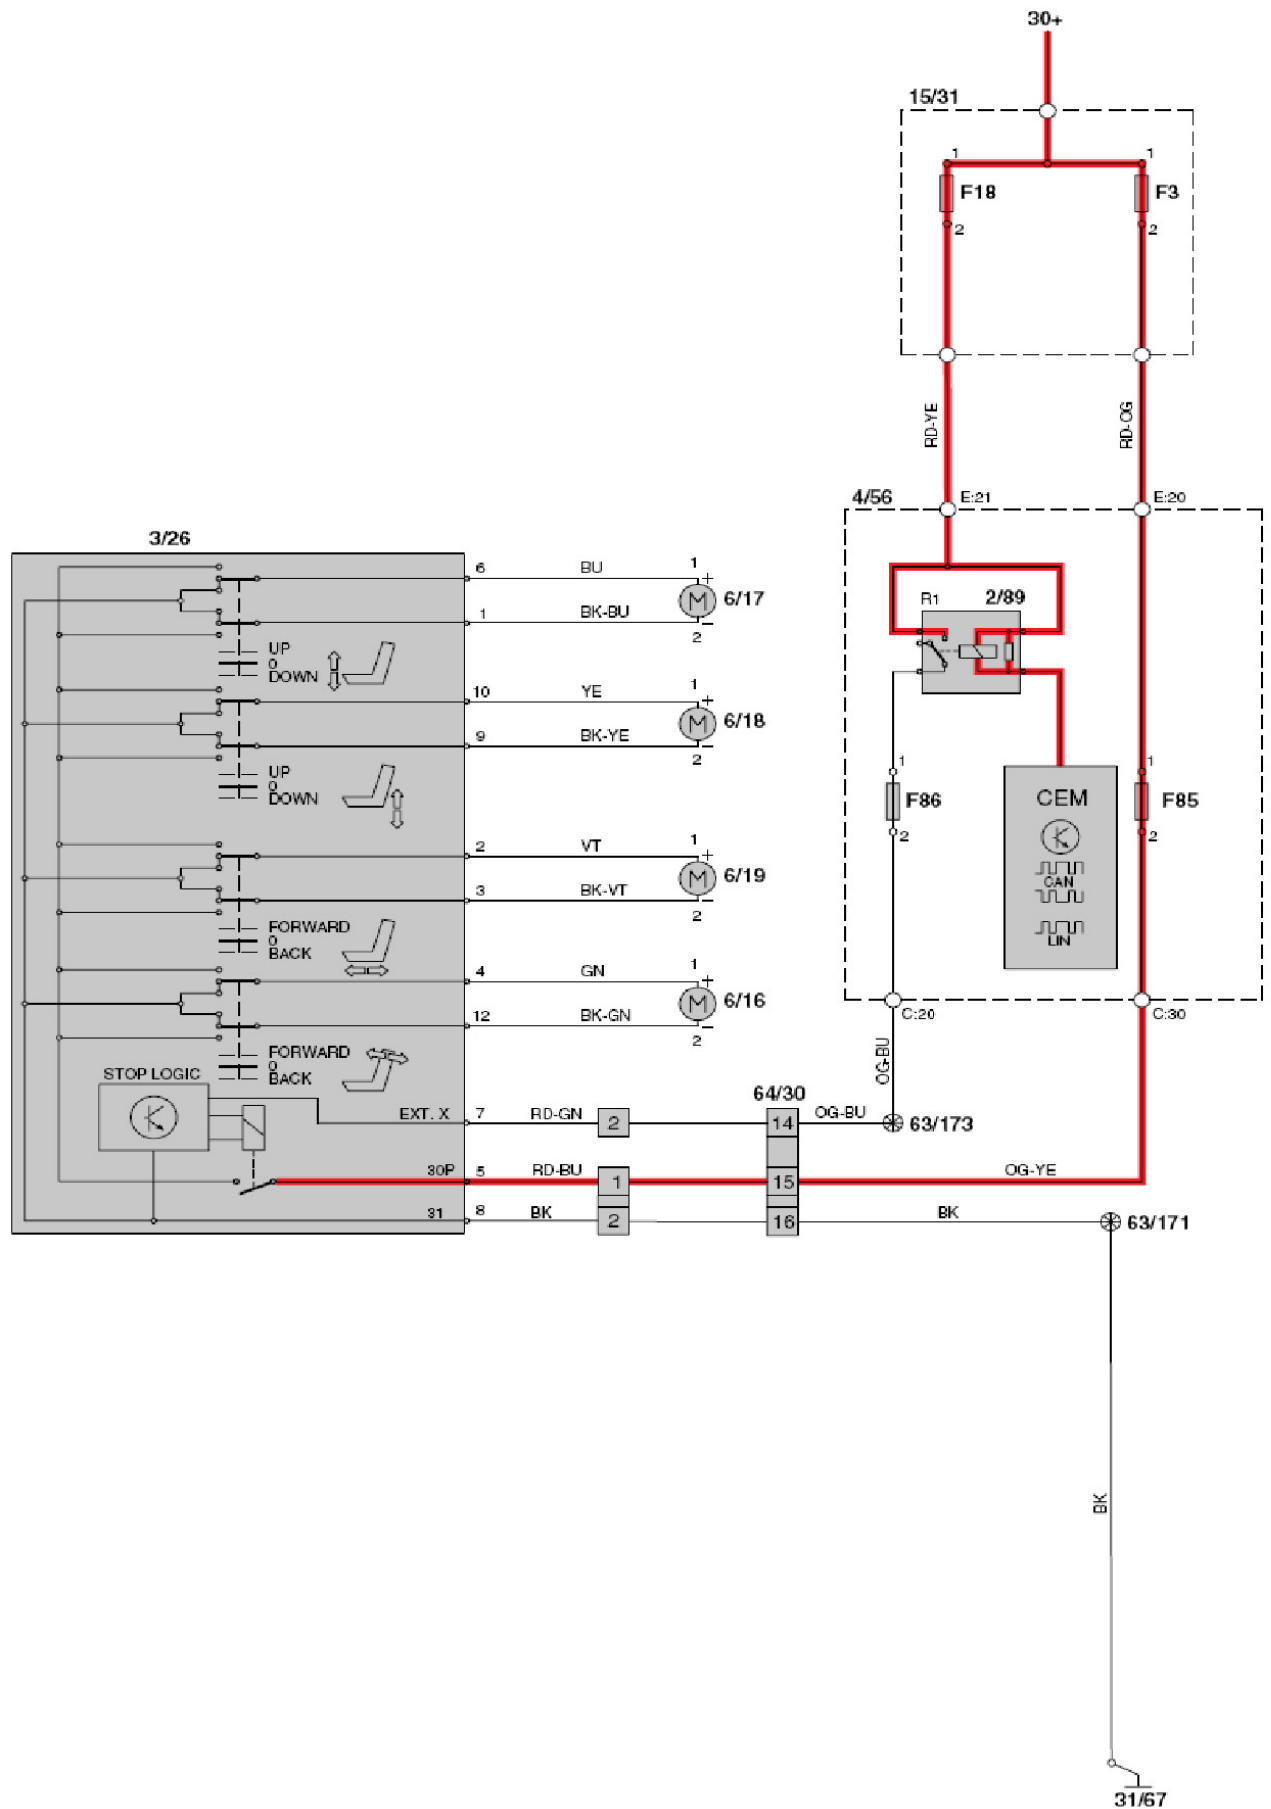 30+
15/31
1
1
F18
F3
2
2
RD-YE
RD-OG
4/56
E:21
E:20
3/26
6
BU
1
+
M
6/17
1
BK-BU
–
2
UP
0
DOWN
R1
2/89
10
YE
1
+
M
6/18
9
BK-YE
–
2
UP
0
DOWN
1
1
F86
CEM
F85
2
2
CAN
LIN
2
VT
1
+
M
6/19
3
BK-VT
–
2
FORWARD
0
BACK
4
GN
1
+
M
6/16
12
BK-GN
–
2
C:20
C:30
FORWARD
0
BACK
OG-BU
STOP LOGIC
64/30
EXT. X
7
RD-GN
2
14
OG-BU
63/173
30P
5
RD-BU
1
15
OG-YE
31
8
BK
2
16
BK
63/171
BK
31/67